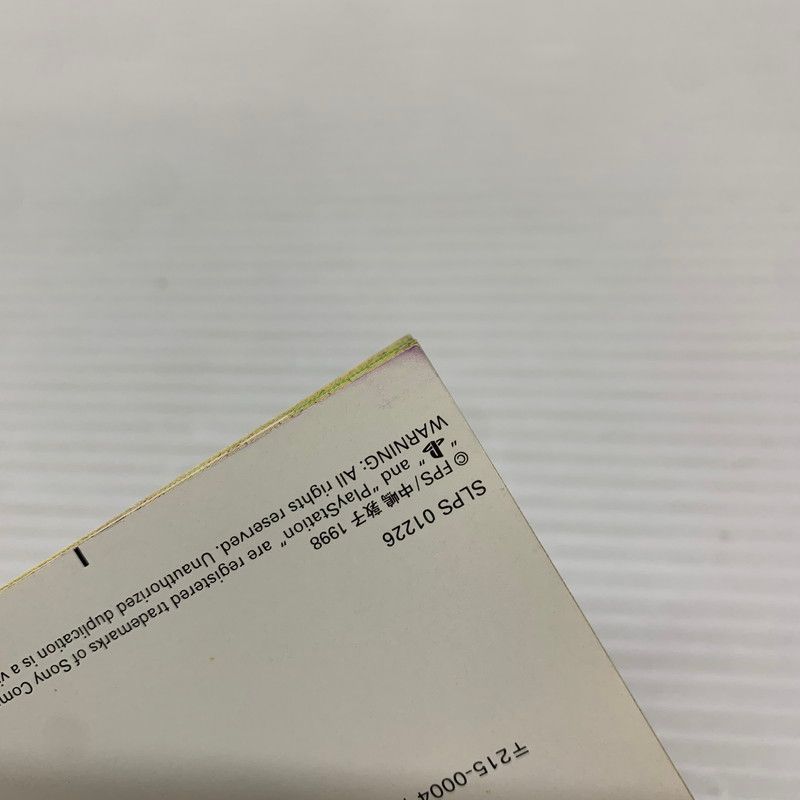 〒215-0004
SLPS 01226
©FPS/中嶋 敦子 1998
" " and "PlayStation" are registered trademarks of Sony Com
WARNING: All rights reserved. Unauthorized duplication is a vi